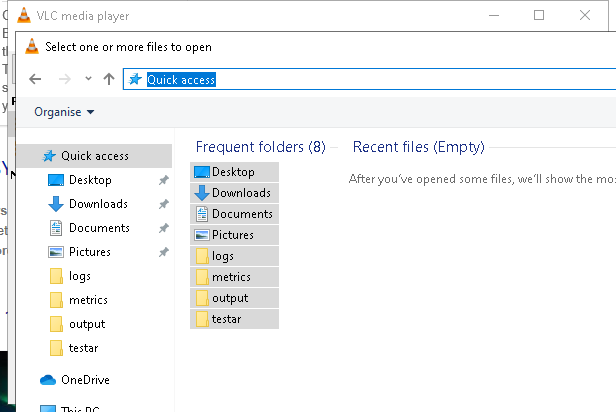 VLC media player
Select one or more files to open
Quick access
Organise
Quick access
Desktop
Downloads
Documents
Pictures
logs
metrics
output
testar
OneDrive
This PC
Frequent folders (8)
Desktop
Downloads
Documents
Pictures
logs
metrics
output
testar
Recent files (Empty)
After you've opened some files, we'll show the mos